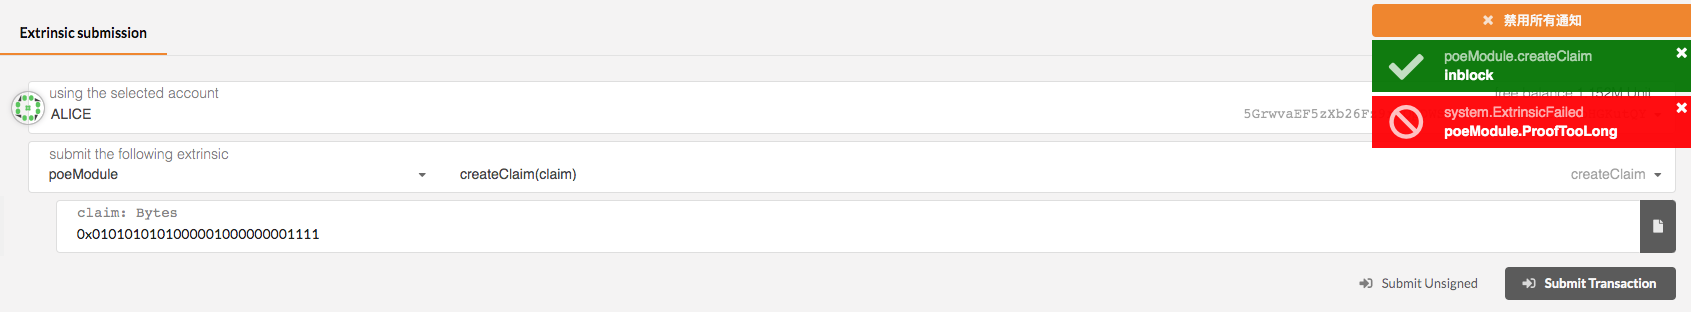 Extrinsic submission
禁用所有通知
poeModule.createClaim
inblock
system.ExtrinsicFailed
poeModule.ProofTooLong
using the selected account
ALICE
5GrwvaEF5zXb26F
submit the following extrinsic
poeModule
createClaim(claim)
createClaim
claim: Bytes
0x0101010101000001000000001111
Submit Unsigned
Submit Transaction